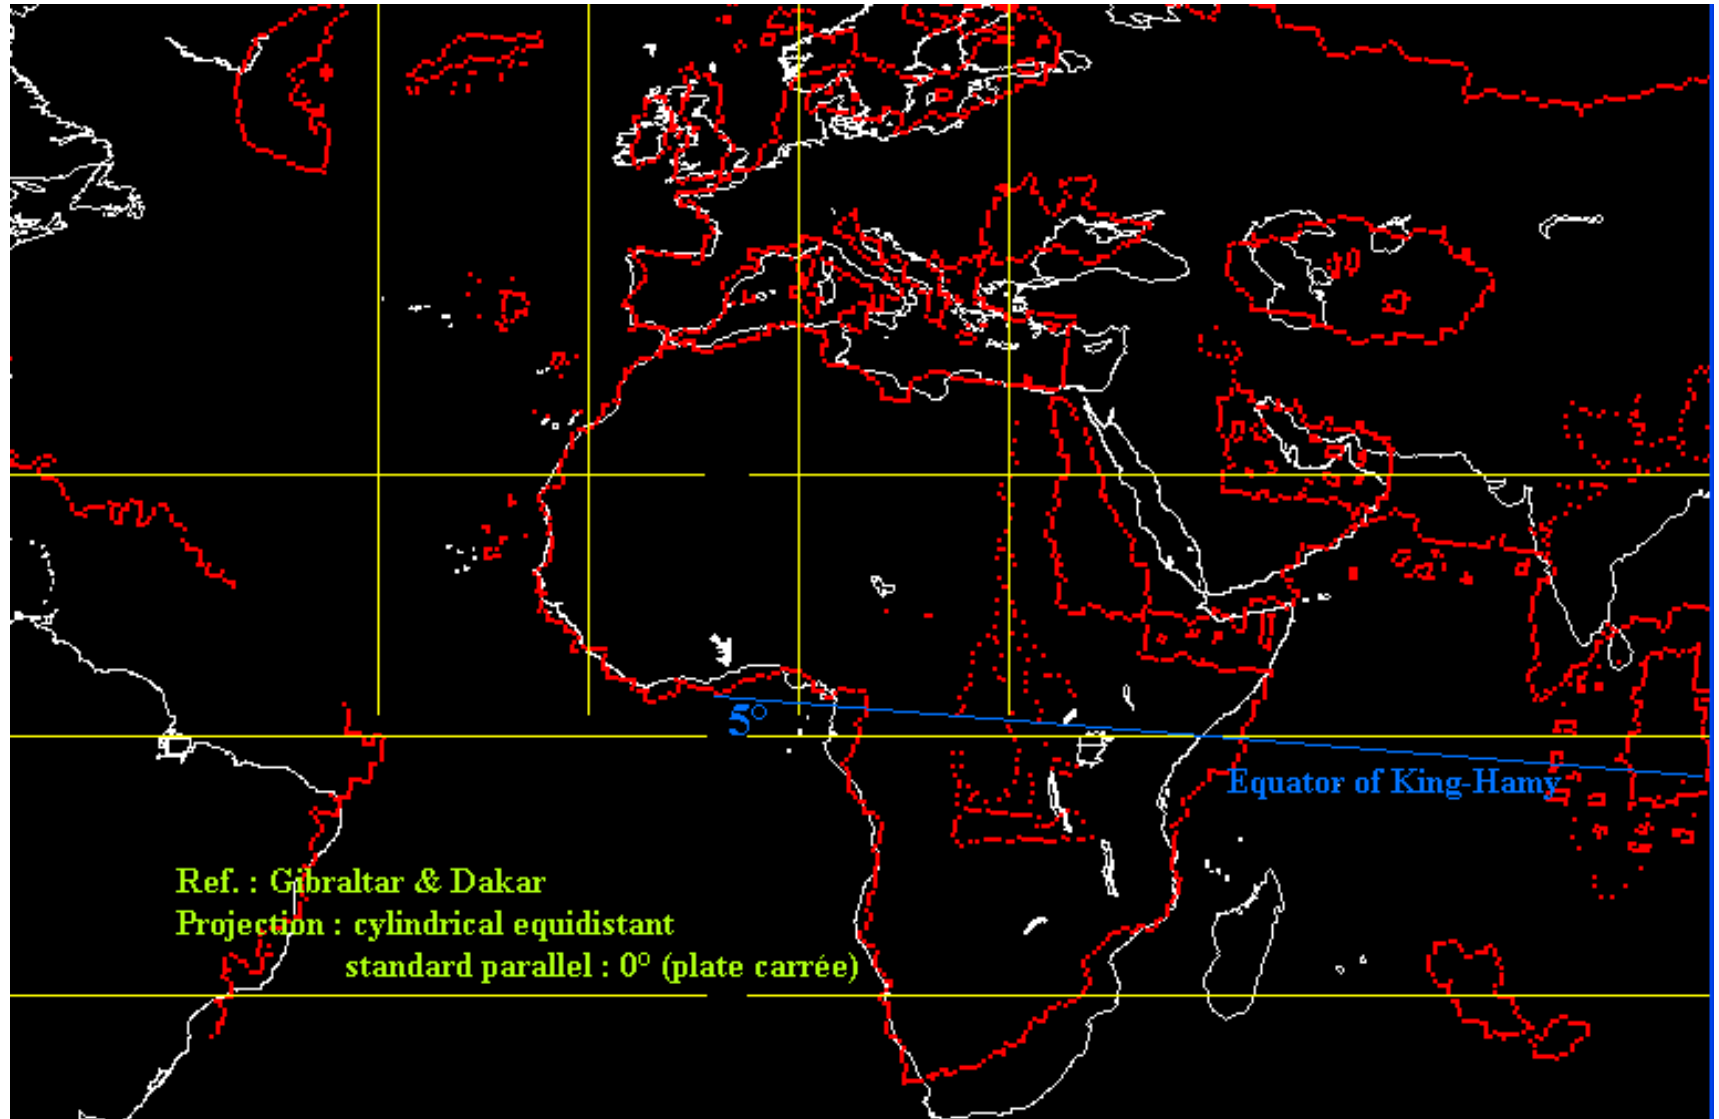 5°
Equator of King-Hamy
Ref. : Gibraltar & Dakar
Projection : cylindrical equidistant
standard parallel : 0° (plate carrée)